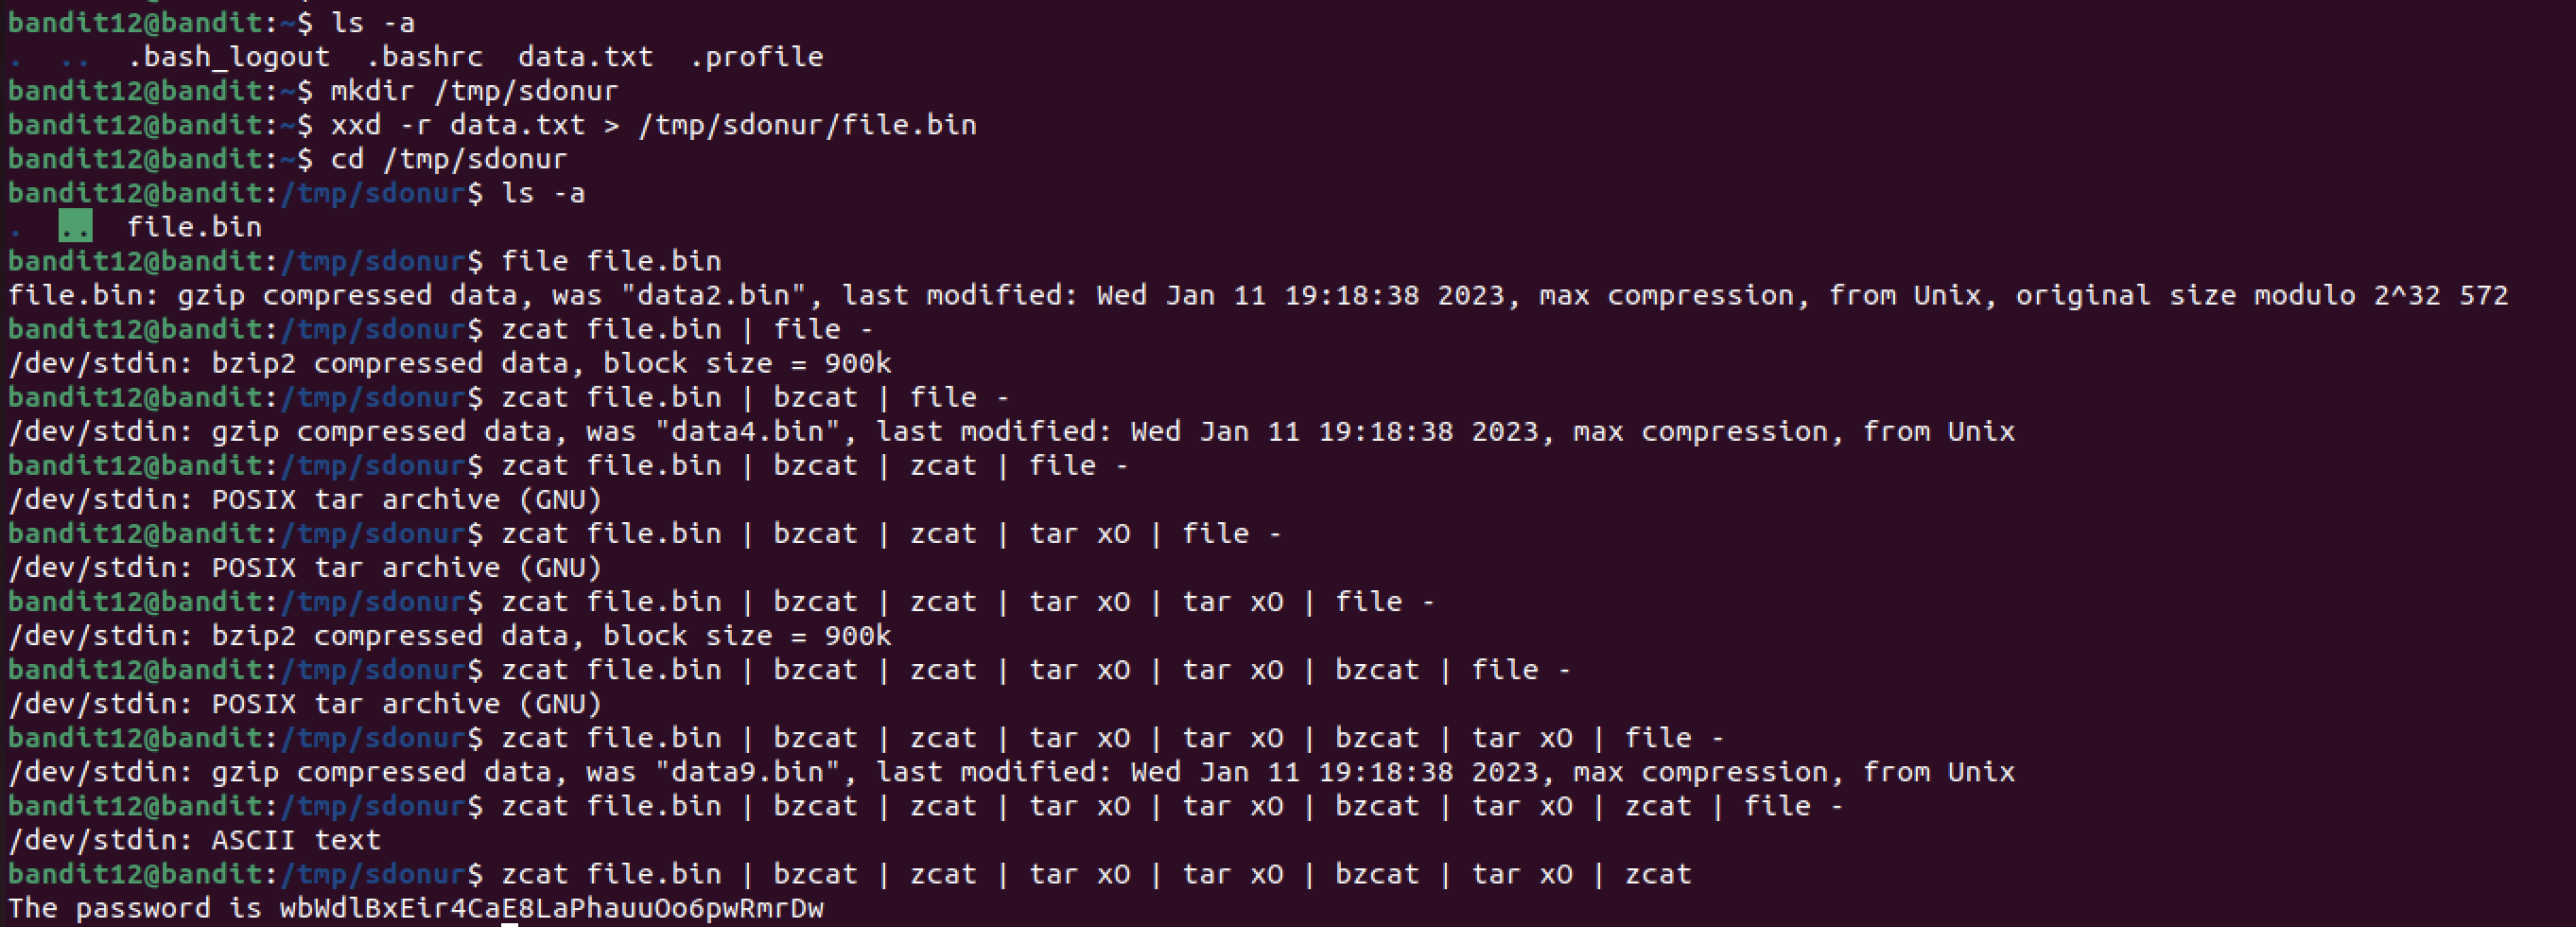 bandit12@bandit:~$ ls -a
.  ..  .bash_logout  .bashrc  data.txt  .profile
bandit12@bandit:~$ mkdir /tmp/sdonur
bandit12@bandit:~$ xxd -r data.txt > /tmp/sdonur/file.bin
bandit12@bandit:~$ cd /tmp/sdonur
bandit12@bandit:/tmp/sdonur$ ls -a
.  ..  file.bin
bandit12@bandit:/tmp/sdonur$ file file.bin
file.bin: gzip compressed data, was "data2.bin", last modified: Wed Jan 11 19:18:38 2023, max compression, from Unix, original size modulo 2^32 572
bandit12@bandit:/tmp/sdonur$ zcat file.bin | file -
/dev/stdin: bzip2 compressed data, block size = 900k
bandit12@bandit:/tmp/sdonur$ zcat file.bin | bzcat | file -
/dev/stdin: gzip compressed data, was "data4.bin", last modified: Wed Jan 11 19:18:38 2023, max compression, from Unix
bandit12@bandit:/tmp/sdonur$ zcat file.bin | bzcat | zcat | file -
/dev/stdin: POSIX tar archive (GNU)
bandit12@bandit:/tmp/sdonur$ zcat file.bin | bzcat | zcat | tar xO | file -
/dev/stdin: POSIX tar archive (GNU)
bandit12@bandit:/tmp/sdonur$ zcat file.bin | bzcat | zcat | tar xO | tar xO | file -
/dev/stdin: bzip2 compressed data, block size = 900k
bandit12@bandit:/tmp/sdonur$ zcat file.bin | bzcat | zcat | tar xO | tar xO | bzcat | file -
/dev/stdin: POSIX tar archive (GNU)
bandit12@bandit:/tmp/sdonur$ zcat file.bin | bzcat | zcat | tar xO | tar xO | bzcat | tar xO | file -
/dev/stdin: gzip compressed data, was "data9.bin", last modified: Wed Jan 11 19:18:38 2023, max compression, from Unix
bandit12@bandit:/tmp/sdonur$ zcat file.bin | bzcat | zcat | tar xO | tar xO | bzcat | tar xO | zcat | file -
/dev/stdin: ASCII text
bandit12@bandit:/tmp/sdonur$ zcat file.bin | bzcat | zcat | tar xO | tar xO | bzcat | tar xO | zcat
The password is wbWdlBxEir4CaE8LaPhauuOo6pwRmrDw